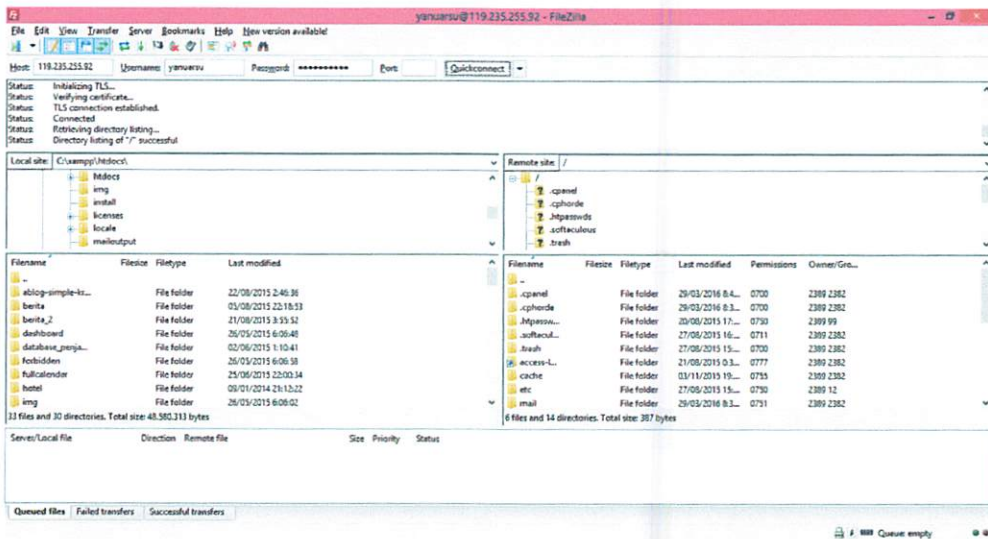 yanuarsu@119.235.255.92 - FileZilla
File Edit View Transfer Server Bookmarks Help New version available!
Host: 119.235.255.92 Username: yanuarsu Password: •••••••••• Port: Quickconnect
Status: Initializing TLS...
Status: Verifying certificate...
Status: TLS connection established.
Status: Connected
Status: Retrieving directory listing...
Status: Directory listing of "/" successful
Local site: C:\xampp\htdocs\
htdocs
img
install
licenses
locale
mailoutput
Remote site: /
/
.cpanel
.cphorde
.htpasswds
.softaculous
.trash
Filename Filesize Filetype Last modified
..
ablog-simple-kr... File folder 22/08/2015 2:46:36
berita File folder 05/08/2015 22:18:53
berita_2 File folder 21/08/2015 3:55:52
dashboard File folder 26/05/2015 6:06:48
database_penja... File folder 02/06/2015 1:10:41
forbidden File folder 26/05/2015 6:06:58
fullcalender File folder 25/06/2015 22:00:34
hotel File folder 09/01/2014 21:12:22
img File folder 26/05/2015 6:06:02
33 files and 30 directories. Total size: 48.580.313 bytes
Filename Filesize Filetype Last modified Permissions Owner/Gro...
..
.cpanel File folder 29/03/2016 8:4... 0700 2389 2382
.cphorde File folder 29/03/2016 8:3... 0700 2389 2382
.htpassw... File folder 20/08/2015 17:... 0750 2389 99
.softacul... File folder 27/08/2015 16:... 0711 2389 2382
.trash File folder 27/08/2015 15:... 0700 2389 2382
access-l... File folder 21/08/2015 0:3... 0777 2389 2382
cache File folder 03/11/2015 19:... 0755 2389 2382
etc File folder 27/08/2015 15:... 0750 2389 12
mail File folder 29/03/2016 8:3... 0751 2389 2382
6 files and 14 directories. Total size: 387 bytes
Server/Local file Direction Remote file Size Priority Status
Queued files Failed transfers Successful transfers
Queue: empty